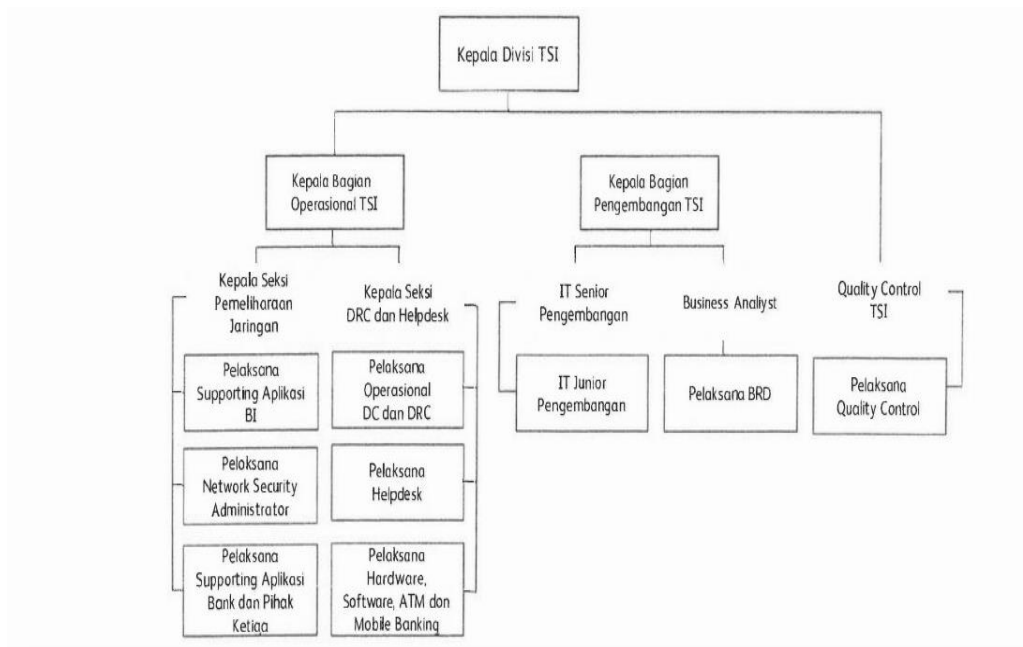 Kepala Divisi TSI
Kepala Bagian
Operasional TSI
Kepala Bagian
Pengembangan TSI
Kepala Seksi
Pemeliharaan
Jaringan
Kepala Seksi
DRC dan Helpdesk
IT Senior
Pengembangan
Business Analiyst
Quality Control
TSI
Pelaksana
Supporting Aplikasi
BI
Pelaksana
Operasional
DC dan DRC
IT Junior
Pengembangan
Pelaksana BRD
Pelaksana
Quality Control
Peloksana
Network Security
Administrator
Pelaksana
Helpdesk
Pelaksana
Supporting Aplikasi
Bank dan Pihak
Ketiga
Pelaksana
Hardware,
Software, ATM don
Mobile Banking